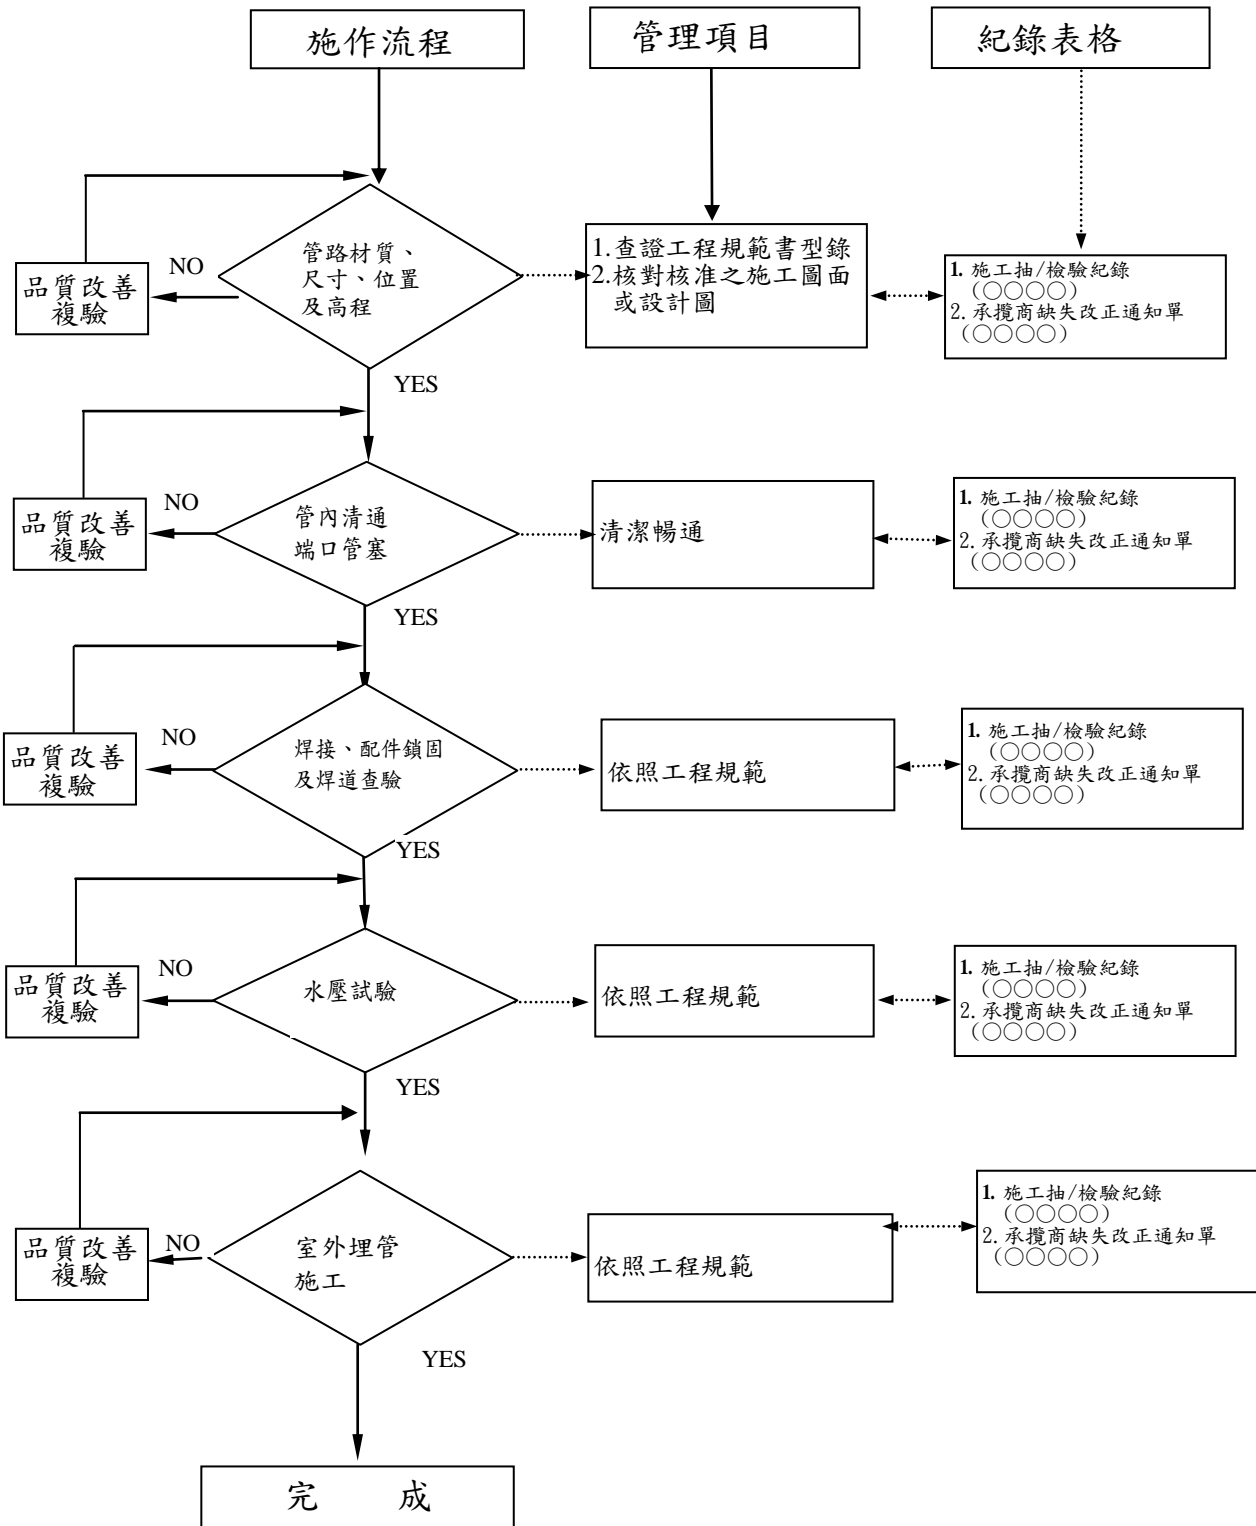 施作流程
管理項目
紀錄表格
管路材質、
尺寸、位置
及高程
NO
品質改善
複驗
1.查證工程規範書型錄
2.核對核准之施工圖面
或設計圖
1. 施工抽/檢驗紀錄
(○○○○)
2.承攬商缺失改正通知單
(○○○○)
YES
管內清通
端口管塞
NO
品質改善
複驗
清潔暢通
1. 施工抽/檢驗紀錄
(○○○○)
2.承攬商缺失改正通知單
(○○○○)
YES
焊接、配件鎖固
及焊道查驗
NO
品質改善
複驗
依照工程規範
1. 施工抽/檢驗紀錄
(○○○○)
2.承攬商缺失改正通知單
(○○○○)
YES
水壓試驗
NO
品質改善
複驗
依照工程規範
1. 施工抽/檢驗紀錄
(○○○○)
2.承攬商缺失改正通知單
(○○○○)
YES
室外埋管
施工
NO
品質改善
複驗
依照工程規範
1. 施工抽/檢驗紀錄
(○○○○)
2.承攬商缺失改正通知單
(○○○○)
YES
完 成